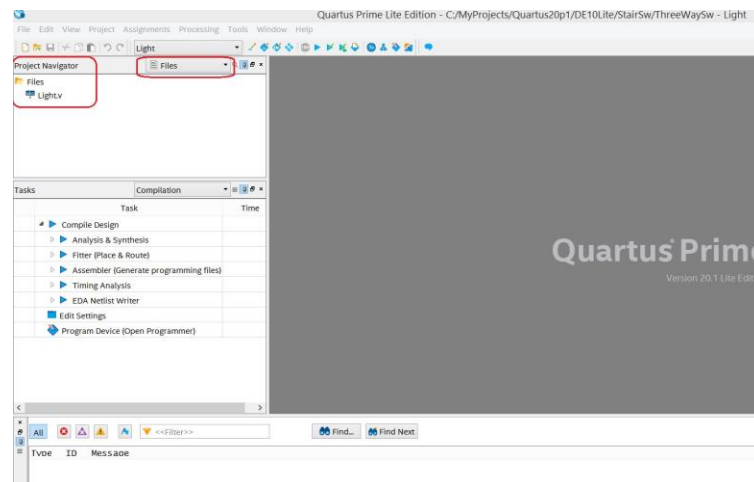 Quartus Prime Lite Edition - C:/MyProjects/Quartus20p1/DE10Lite/StairSw/ThreeWaySw - Light
File Edit View Project Assignments Processing Tools Window Help
Light
Project Navigator Files
Files
Light.v
Tasks Compilation
Task Time
Compile Design
Analysis & Synthesis
Fitter (Place & Route)
Assembler (Generate programming files)
Timing Analysis
EDA Netlist Writer
Edit Settings
Program Device (Open Programmer)
Quartus Prime
Version 20.1 Lite Edit
All <<Filter>> Find... Find Next
Type ID Message